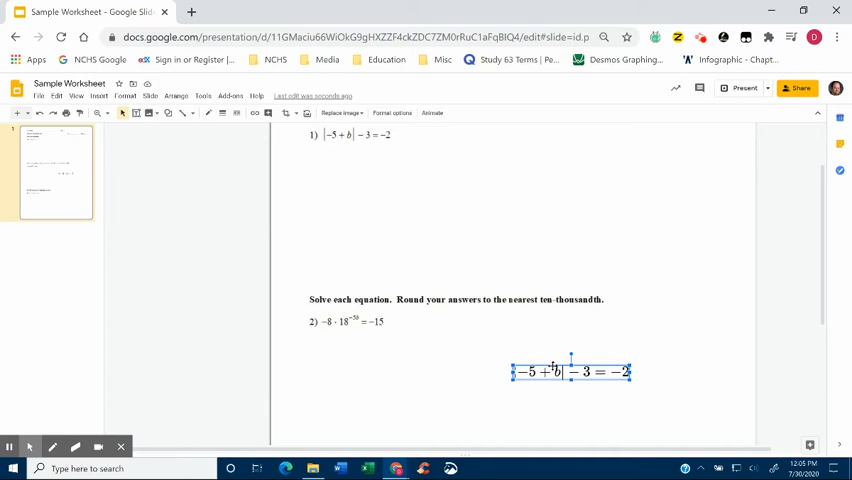 Sample Worksheet - Google Slide
docs.google.com/presentation/d/11GMaciu66WiOkG9gHXZZF4ckZDC7ZM0rRuC1aFqBIQ4/edit#slide=id.p
Apps
NCHS Google
Sign in or Register |...
NCHS
Media
Education
Misc
Study 63 Terms | Pe...
Desmos Graphing...
Infographic - Chapt...
Sample Worksheet
File Edit View Insert Format Slide Arrange Tools Add-ons Help
Last edit was seconds ago
Present
Share
Replace image
Format options
Animate
1
1) |−5 + b| − 3 = −2
Solve each equation. Round your answers to the nearest ten-thousandth.
2) −8 · 18^−5b = −15
|−5 + b| − 3 = −2
Type here to search
12:05 PM
7/30/2020